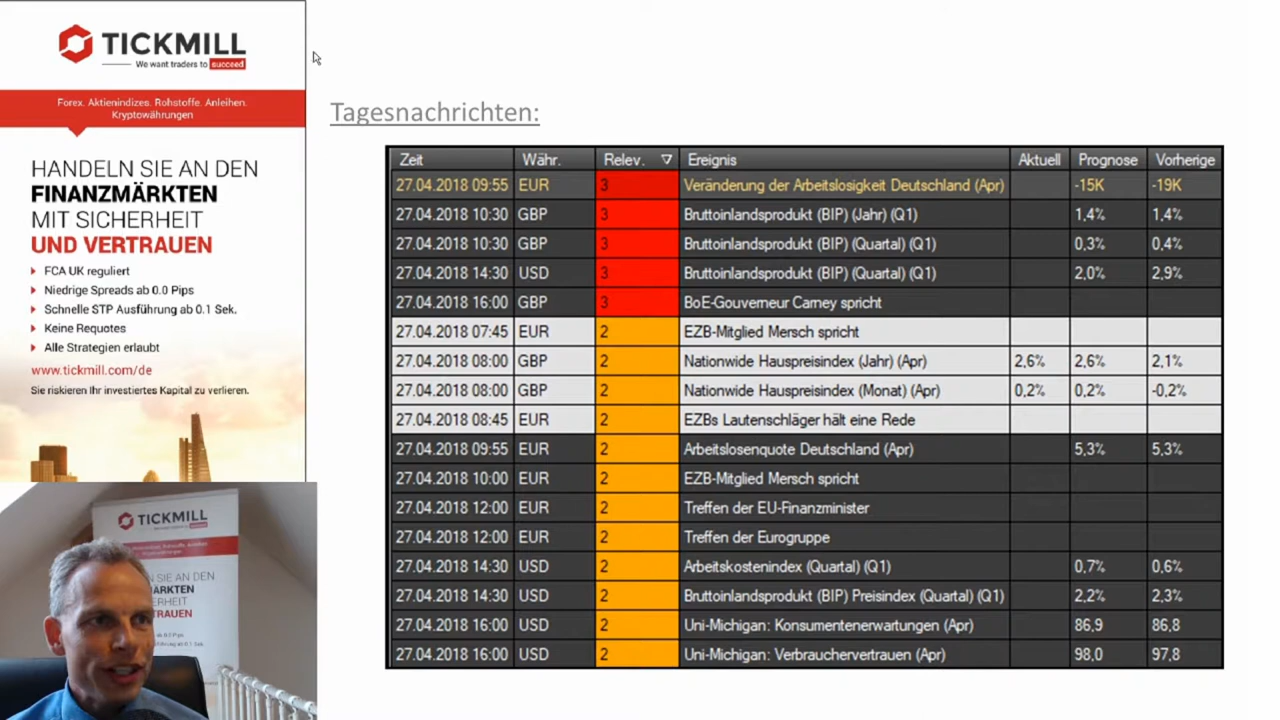 TICKMILL
We want traders to succeed
Forex. Aktienindizes. Rohstoffe. Anleihen.
Kryptowährungen
HANDELN SIE AN DEN
FINANZMÄRKTEN
MIT SICHERHEIT
UND VERTRAUEN
FCA UK reguliert
Niedrige Spreads ab 0.0 Pips
Schnelle STP Ausführung ab 0.1 Sek.
Keine Requotes
Alle Strategien erlaubt
www.tickmill.com/de
Sie riskieren Ihr investiertes Kapital zu verlieren.
Tagesnachrichten:
Zeit Währ. Relev. Ereignis Aktuell Prognose Vorherige
27.04.2018 09:55 EUR 3 Veränderung der Arbeitslosigkeit Deutschland (Apr) -15K -19K
27.04.2018 10:30 GBP 3 Bruttoinlandsprodukt (BIP) (Jahr) (Q1) 1,4% 1,4%
27.04.2018 10:30 GBP 3 Bruttoinlandsprodukt (BIP) (Quartal) (Q1) 0,3% 0,4%
27.04.2018 14:30 USD 3 Bruttoinlandsprodukt (BIP) (Quartal) (Q1) 2,0% 2,9%
27.04.2018 16:00 GBP 3 BoE-Gouverneur Carney spricht
27.04.2018 07:45 EUR 2 EZB-Mitglied Mersch spricht
27.04.2018 08:00 GBP 2 Nationwide Hauspreisindex (Jahr) (Apr) 2,6% 2,6% 2,1%
27.04.2018 08:00 GBP 2 Nationwide Hauspreisindex (Monat) (Apr) 0,2% 0,2% -0,2%
27.04.2018 08:45 EUR 2 EZBs Lautenschläger hält eine Rede
27.04.2018 09:55 EUR 2 Arbeitslosenquote Deutschland (Apr) 5,3% 5,3%
27.04.2018 10:00 EUR 2 EZB-Mitglied Mersch spricht
27.04.2018 12:00 EUR 2 Treffen der EU-Finanzminister
27.04.2018 12:00 EUR 2 Treffen der Eurogruppe
27.04.2018 14:30 USD 2 Arbeitskostenindex (Quartal) (Q1) 0,7% 0,6%
27.04.2018 14:30 USD 2 Bruttoinlandsprodukt (BIP) Preisindex (Quartal) (Q1) 2,2% 2,3%
27.04.2018 16:00 USD 2 Uni-Michigan: Konsumentenerwartungen (Apr) 86,9 86,8
27.04.2018 16:00 USD 2 Uni-Michigan: Verbrauchervertrauen (Apr) 98,0 97,8
TICKMILL
N SIE AN DEN
ÄRKTEN
HERHEIT
RTRAUEN